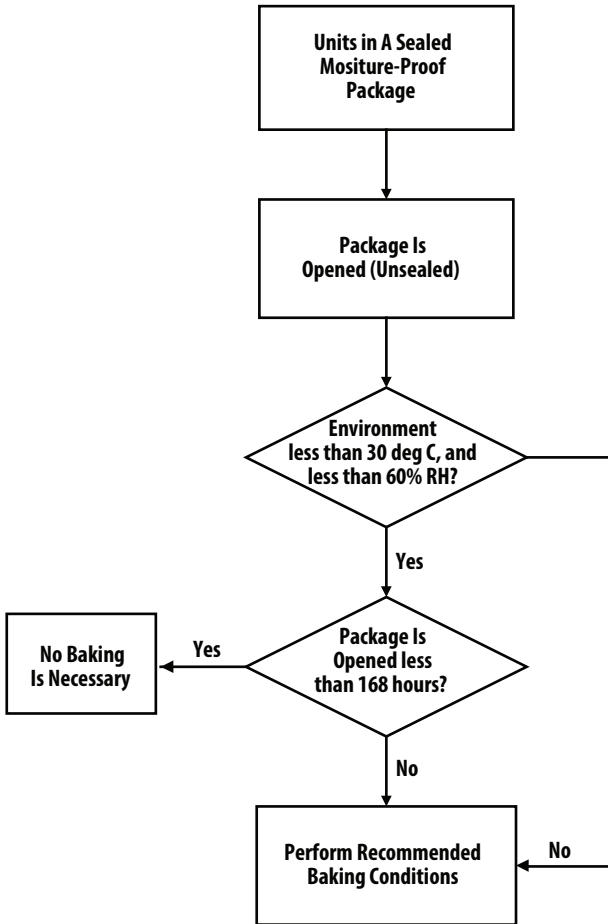 Units in A Sealed
Mositure-Proof
Package
Package Is
Opened (Unsealed)
Environment
less than 30 deg C, and
less than 60% RH?
Yes
Package Is
Opened less
than 168 hours?
Yes
No Baking
Is Necessary
No
Perform Recommended
Baking Conditions
No